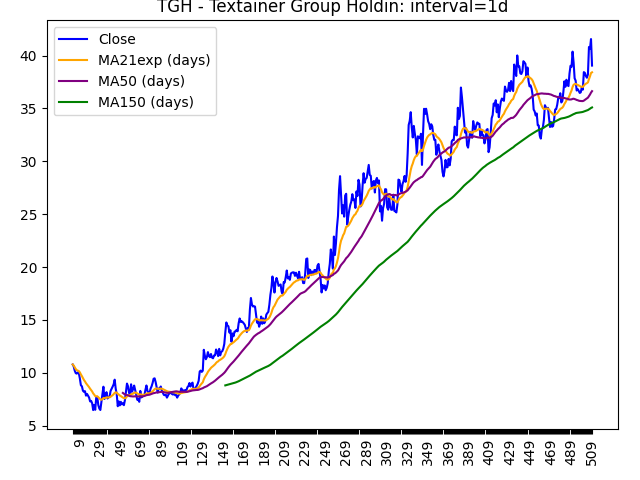 TGH - Textainer Group Holdin: interval=1d
Close
MA21exp (days)
MA50 (days)
MA150 (days)
40
35
30
25
20
15
10
5
9 29 49 69 89 109 129 149 169 189 209 229 249 269 289 309 329 349 369 389 409 429 449 469 489 509